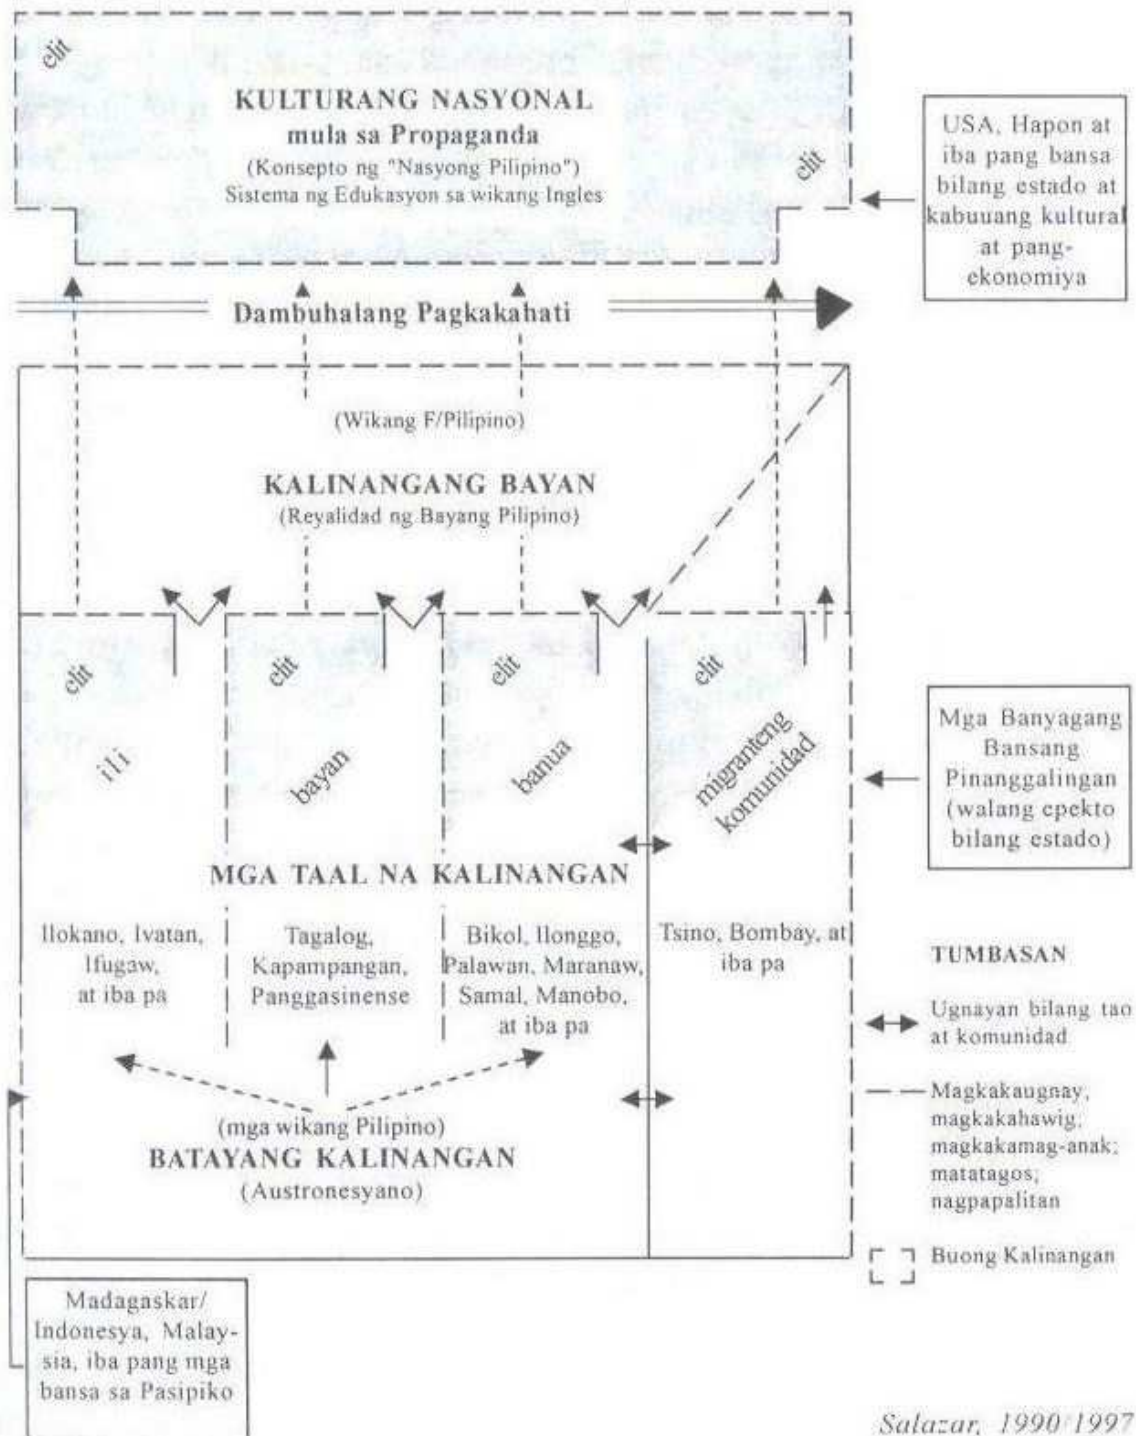 elit
KULTURANG NASYONAL
mula sa Propaganda
(Konsepto ng "Nasyong Pilipino")
Sistema ng Edukasyon sa wikang Ingles
elit
USA, Hapon at
iba pang bansa
bilang estado at
kabuuang kultural
at pang-
ekonomiya
Dambuhalang Pagkakahati
(Wikang F/Pilipino)
KALINANGANG BAYAN
(Reyalidad ng Bayang Pilipino)
elit
elit
elit
elit
ili
bayan
banua
migranteng
komunidad
Mga Banyagang
Bansang
Pinanggalingan
(walang epekto
bilang estado)
MGA TAAL NA KALINANGAN
Ilokano, Ivatan,
Ifugaw,
at iba pa
Tagalog,
Kapampangan,
Panggasinense
Bikol, Ilonggo,
Palawan, Maranaw,
Samal, Manobo,
at iba pa
Tsino, Bombay, at
iba pa
(mga wikang Pilipino)
BATAYANG KALINANGAN
(Austronesyano)
TUMBASAN
Ugnayan bilang tao
at komunidad
Magkakaugnay;
magkakahawig;
magkakamag-anak;
matatagos;
nagpapalitan
Buong Kalinangan
Madagaskar/
Indonesya, Malay-
sia, iba pang mga
bansa sa Pasipiko
Salazar, 1990/1997